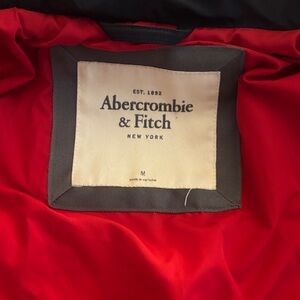 EST. 1892
Abercrombie
& Fitch
NEW YORK
M